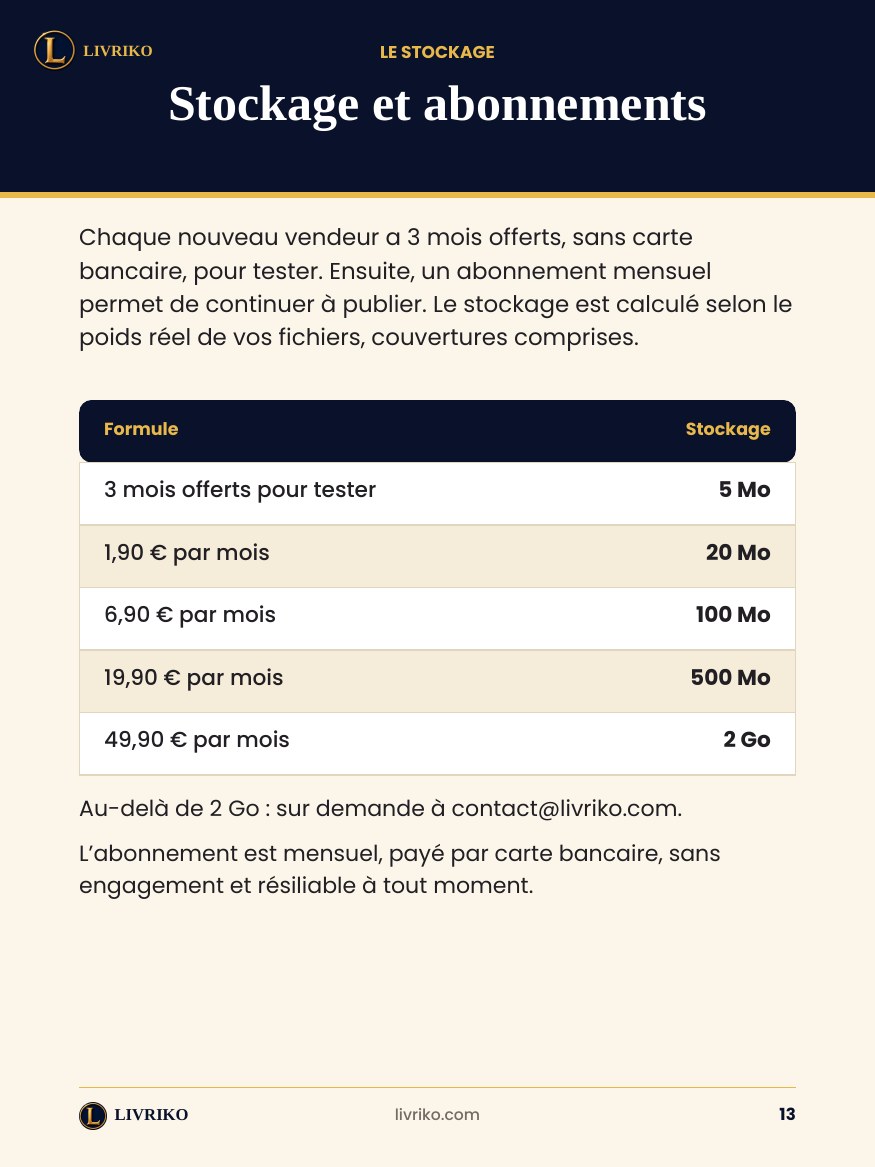 L LIVRIKO
LE STOCKAGE
Stockage et abonnements
Chaque nouveau vendeur a 3 mois offerts, sans carte
bancaire, pour tester. Ensuite, un abonnement mensuel
permet de continuer à publier. Le stockage est calculé selon le
poids réel de vos fichiers, couvertures comprises.
Formule Stockage
3 mois offerts pour tester 5 Mo
1,90 € par mois 20 Mo
6,90 € par mois 100 Mo
19,90 € par mois 500 Mo
49,90 € par mois 2 Go
Au-delà de 2 Go : sur demande à contact@livriko.com.
L’abonnement est mensuel, payé par carte bancaire, sans
engagement et résiliable à tout moment.
L LIVRIKO livriko.com 13